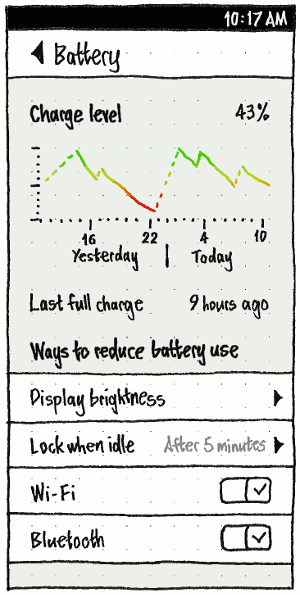 10:17 AM
Battery
Charge level 43%
16 22 4 10
Yesterday Today
Last full charge 9 hours ago
Ways to reduce battery use
Display brightness
Lock when idle After 5 minutes
Wi-Fi
Bluetooth